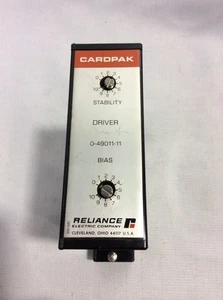 CARDPAK
STABILITY
DRIVER
0-49011-11
BIAS
RELIANCE
ELECTRIC COMPANY
CLEVELAND, OHIO 44117 U.S.A.